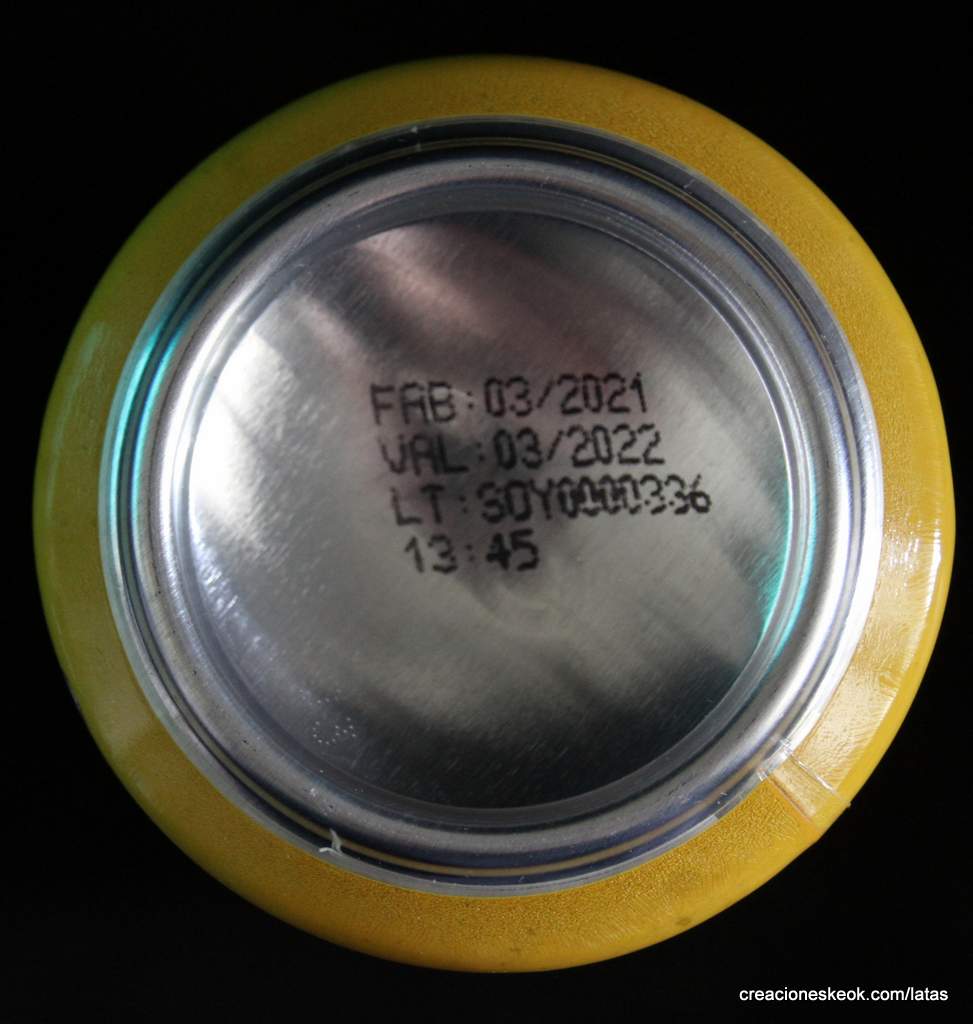 FAB:03/2021
VAL:03/2022
LT:SOY0000336
13:45
creacioneskeok.com/latas